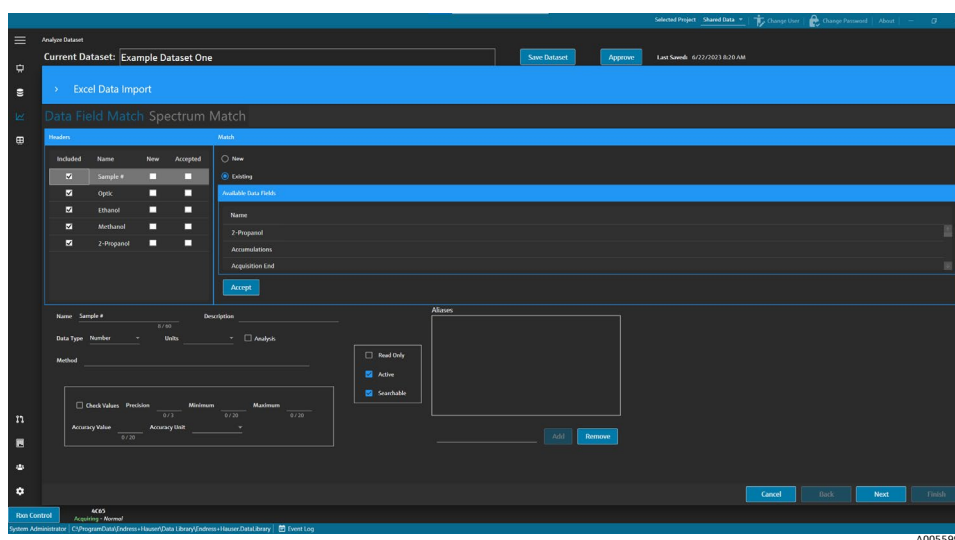 Selected Project Shared Data Change User Change Password About
Analyze Dataset
Current Dataset: Example Dataset One Save Dataset Approve Last Saved: 6/22/2023 8:20 AM
> Excel Data Import
Data Field Match Spectrum Match
Headers Match
Included Name New Accepted New
Sample # Existing
Optic Available Data Fields
Ethanol Name
Methanol 2-Propanol
2-Propanol Accumulations
Acquisition End
Accept
Name Sample # Description Aliases
8 / 80
Data Type Number Units Analysis
Method Read Only
Active
Searchable
Check Values Precision Minimum Maximum
0 / 3 0 / 20 0 / 20
Accuracy Value Accuracy Unit
0 / 20
Add Remove
Cancel Back Next Finish
Run Control
Acquiring - Normal
System Administrator C:\ProgramData\Endress+Hauser\Data Library\Endress+Hauser.DataLibrary Event Log